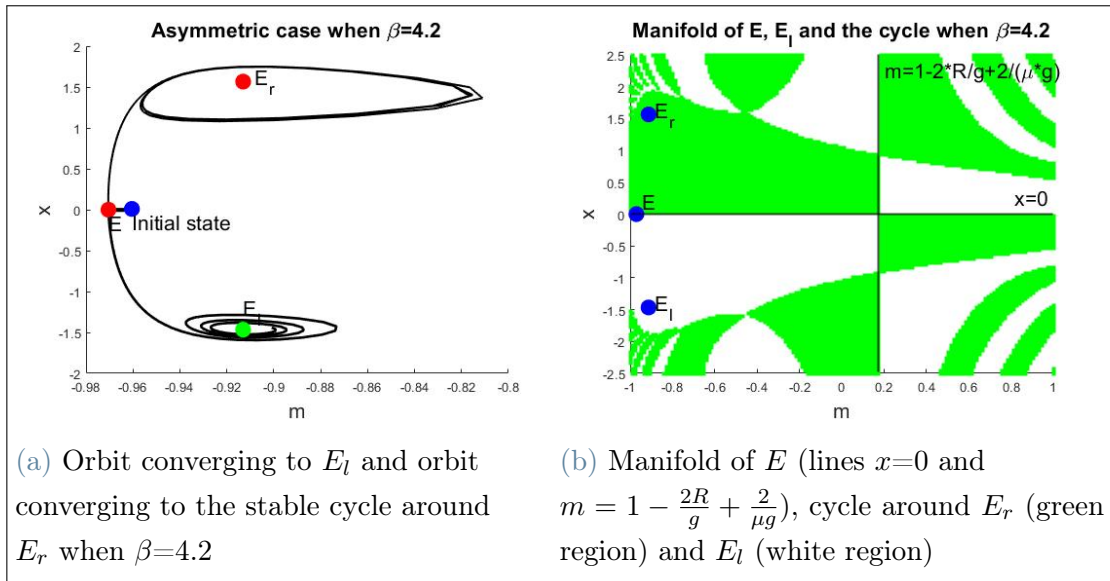 Asymmetric case when β=4.2
2
1.5
1
0.5
0
-0.5
-1
-1.5
-2
x
E_r
E
Initial state
E_l
-0.98 -0.96 -0.94 -0.92 -0.9 -0.88 -0.86 -0.84 -0.82 -0.8
m
Manifold of E, E_l and the cycle when β=4.2
2.5
2
1.5
1
0.5
0
-0.5
-1
-1.5
-2
-2.5
x
m=1-2*R/g+2/(μ*g)
E_r
E
x=0
E_l
-1 -0.8 -0.6 -0.4 -0.2 0 0.2 0.4 0.6 0.8 1
m
(a) Orbit converging to E_l and orbit
converging to the stable cycle around
E_r when β=4.2
(b) Manifold of E (lines x=0 and
m = 1 − \frac{2R}{g} + \frac{2}{μg}), cycle around E_r (green
region) and E_l (white region)